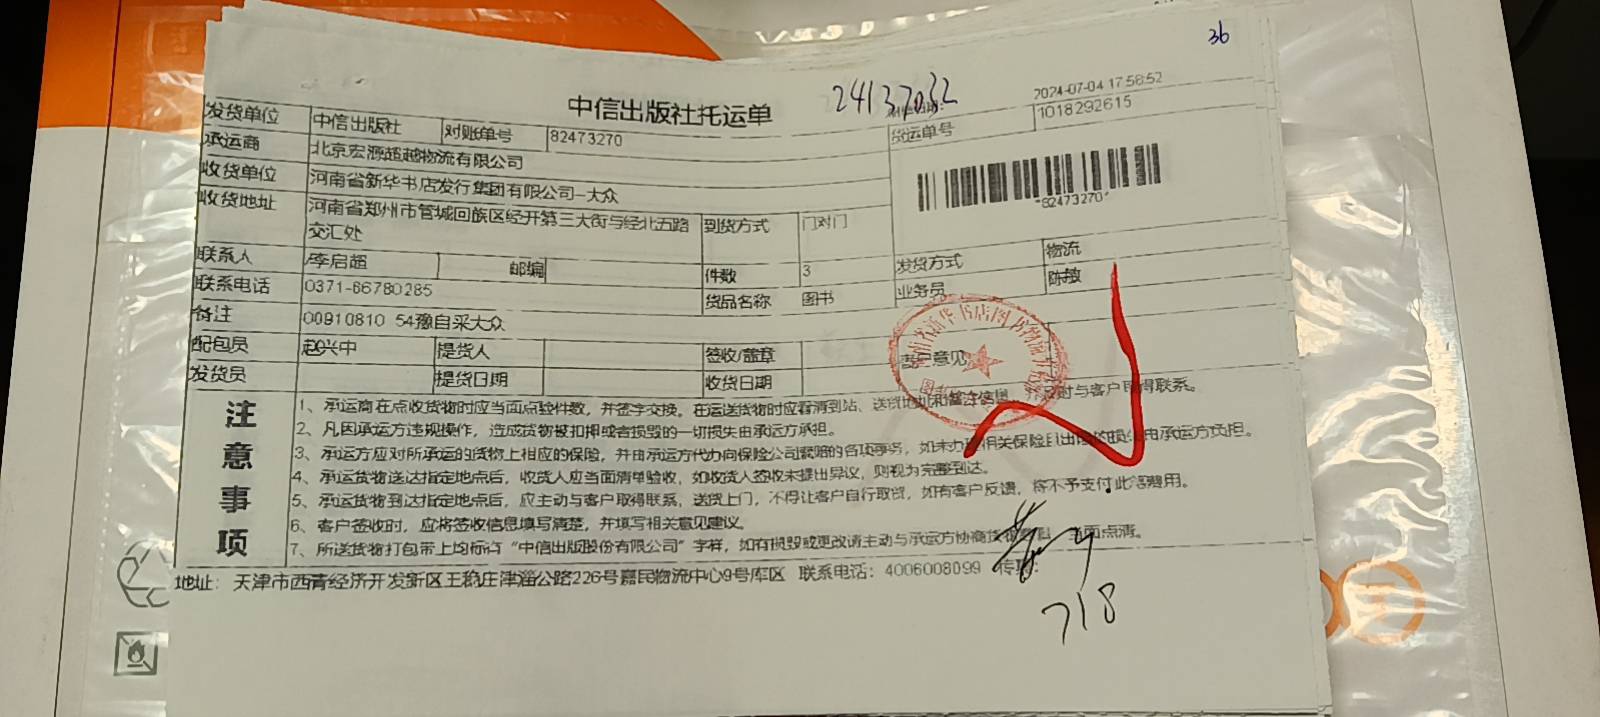 36
中信出版社托运单
24137032
2024-07-04 17:58:52
发货单位 中信出版社 对账单号 82473270 货运单号 1018292615
承运商 北京宏源超越物流有限公司
收货单位 河南省新华书店发行集团有限公司-大众
*82473270*
收货地址 河南省郑州市管城回族区经开第三大街与经北五路
交汇处
到货方式 门对门
联系人 李启超 邮编 件数 3 发货方式 物流
联系电话 0371-66780285 货品名称 图书 业务员 陈敏
备注 00910810 54豫自采大众
配包员 赵兴中 提货人 签收/盖章 客户意见
发货员 提货日期 收货日期
注意事项
1、承运商在点收货物时应当面点验件数，并签字交换。在运送货物时应看清到站、送货地址和备注信息，并及时与客户取得联系。
2、凡因承运方违规操作，造成货物被扣押或者损毁的一切损失由承运方承担。
3、承运方应对所承运的货物上相应的保险，并由承运方代办向保险公司索赔的各项事务，如未办理相关保险且出险的损失由承运方负担。
4、承运货物送达指定地点后，收货人应当面清单验收，如收货人签收未提出异议，则视为完整到达。
5、承运货物到达指定地点后，应主动与客户取得联系，送货上门，不得让客户自行取货，如有客户反馈，将不予支付此活费用。
6、客户签收时，应将签收信息填写清楚，并填写相关意见建议。
7、所送货物打包带上均标有“中信出版股份有限公司”字样，如有损毁或更改请主动与承运方协商 当面点清。
地址：天津市西青经济开发新区王稳庄津淄公路226号嘉民物流中心9号库区 联系电话：4006008099 传真：
718